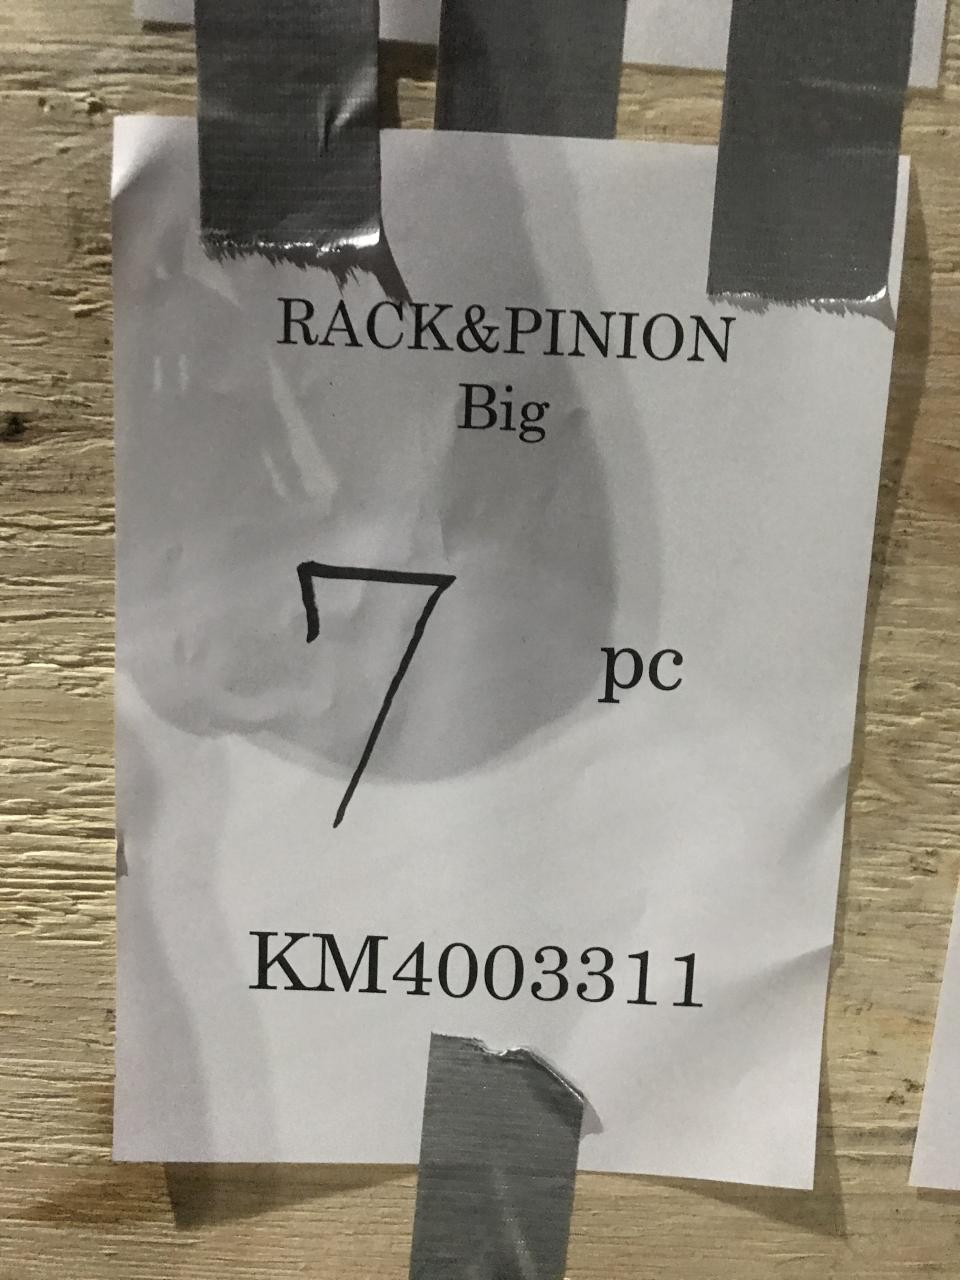 RACK&PINION
Big
7 pc
KM4003311